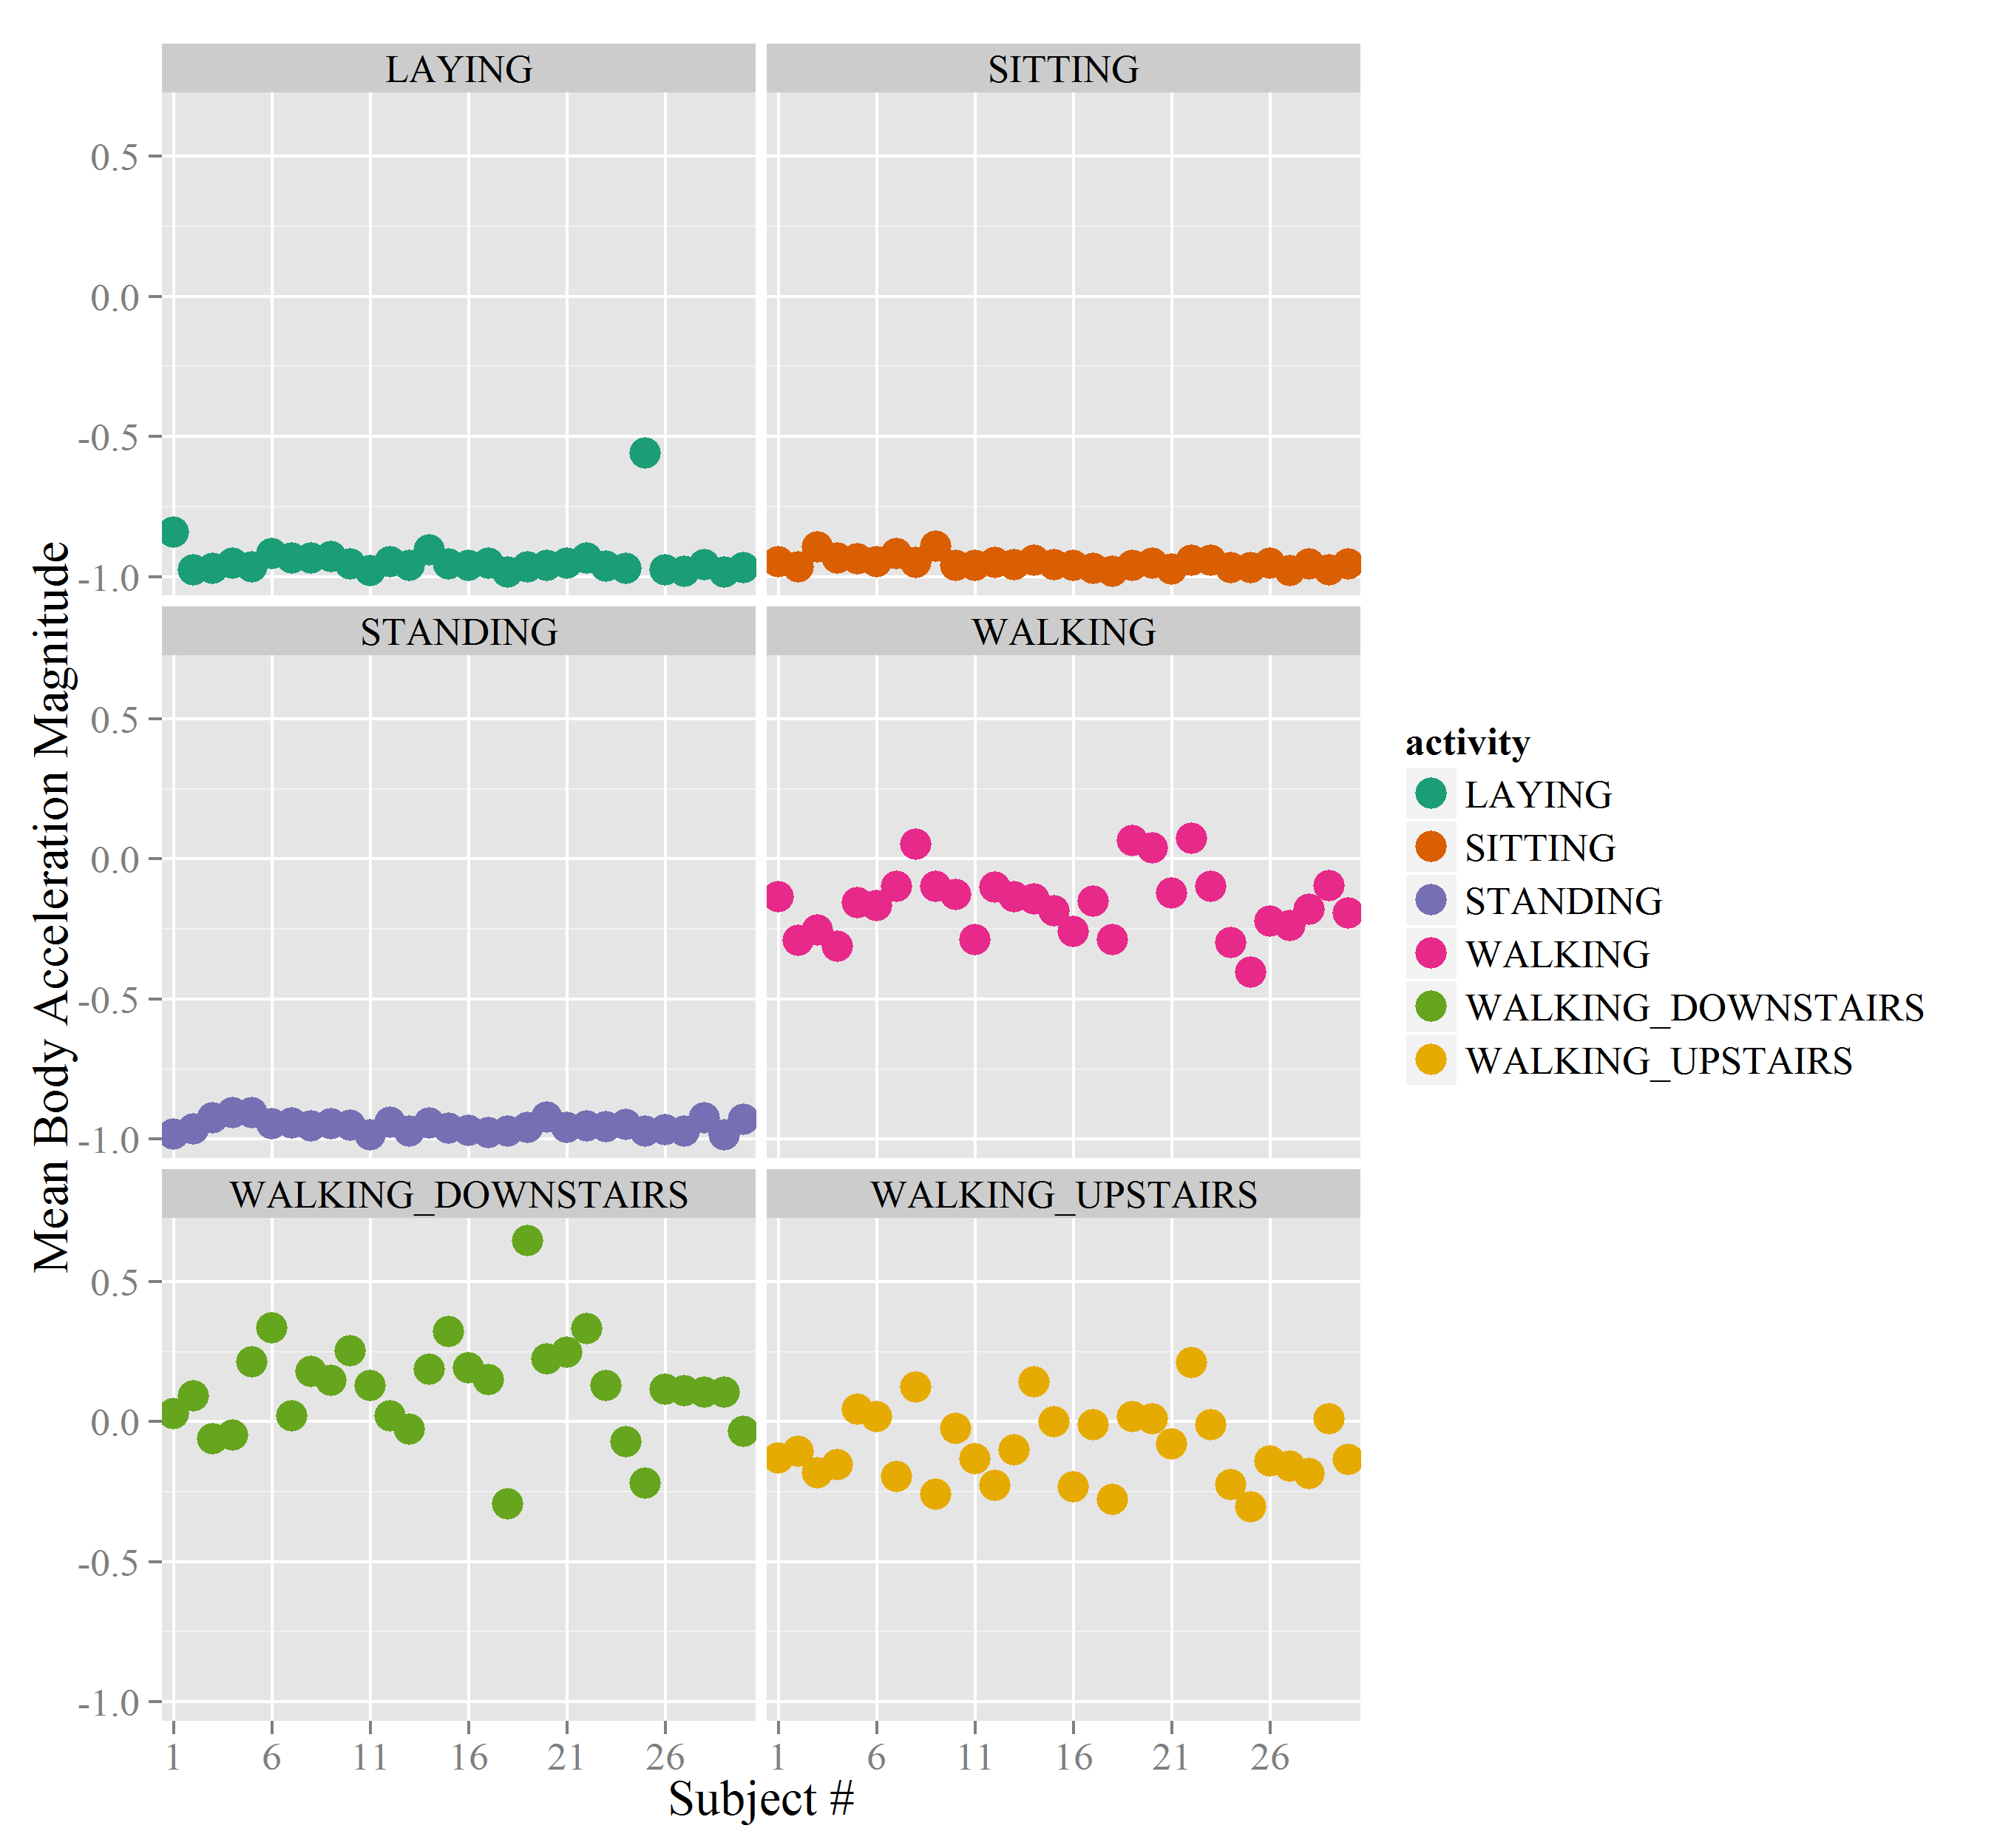 LAYING
SITTING
0.5
0.0
-0.5
-1.0
STANDING
WALKING
0.5
0.0
-0.5
-1.0
WALKING_DOWNSTAIRS
WALKING_UPSTAIRS
0.5
0.0
-0.5
-1.0
1 6 11 16 21 26
1 6 11 16 21 26
Subject #
Mean Body Acceleration Magnitude
activity
LAYING
SITTING
STANDING
WALKING
WALKING_DOWNSTAIRS
WALKING_UPSTAIRS